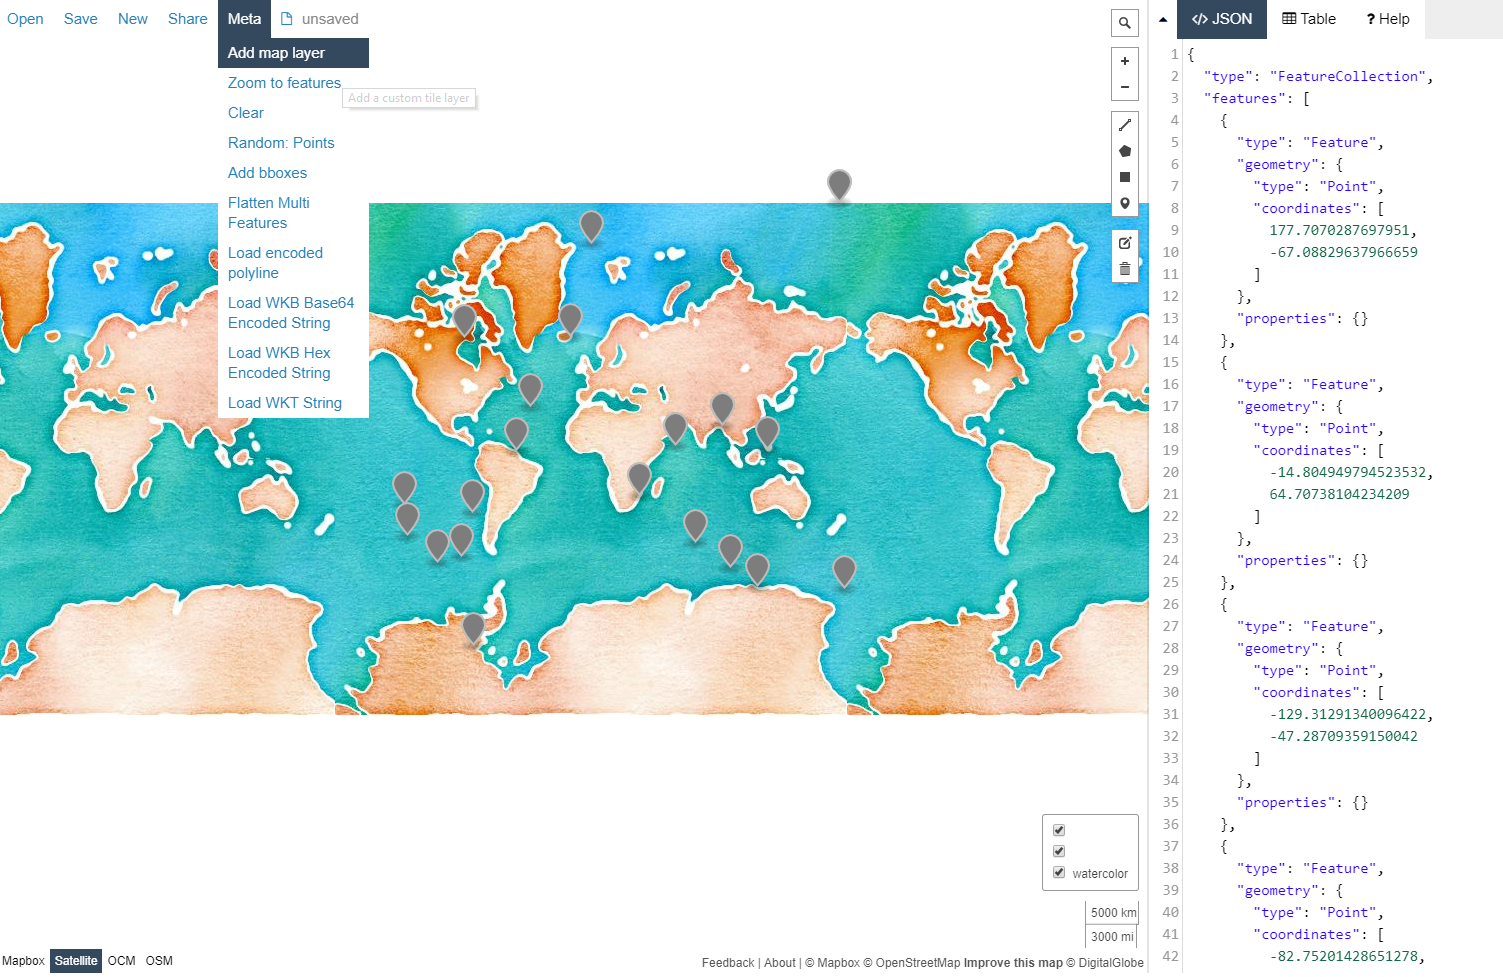 Open Save New Share Meta unsaved
Add map layer
Zoom to features
Add a custom tile layer
Clear
Random: Points
Add bboxes
Flatten Multi
Features
Load encoded
polyline
Load WKB Base64
Encoded String
Load WKB Hex
Encoded String
Load WKT String
+
−
watercolor
5000 km
3000 mi
Mapbox Satellite OCM OSM
Feedback | About | © Mapbox © OpenStreetMap Improve this map © DigitalGlobe
</> JSON Table ? Help
1 {
2 "type": "FeatureCollection",
3 "features": [
4 {
5 "type": "Feature",
6 "geometry": {
7 "type": "Point",
8 "coordinates": [
9 177.7070287697951,
10 -67.08829637966659
11 ]
12 },
13 "properties": {}
14 },
15 {
16 "type": "Feature",
17 "geometry": {
18 "type": "Point",
19 "coordinates": [
20 -14.804949794523532,
21 64.70738104234209
22 ]
23 },
24 "properties": {}
25 },
26 {
27 "type": "Feature",
28 "geometry": {
29 "type": "Point",
30 "coordinates": [
31 -129.31291340096422,
32 -47.28709359150042
33 ]
34 },
35 "properties": {}
36 },
37 {
38 "type": "Feature",
39 "geometry": {
40 "type": "Point",
41 "coordinates": [
42 -82.75201428651278,